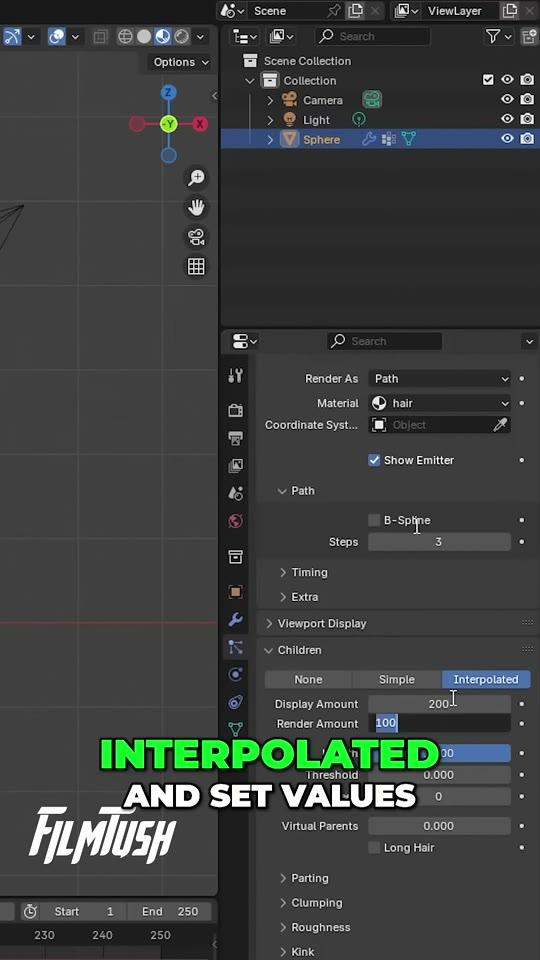 Scene
ViewLayer
Options
Search
Z
-Y
X
Scene Collection
Collection
Camera
Light
Sphere
Search
Render As
Path
Material
hair
Coordinate Syst...
Object
Show Emitter
Path
B-Spline
Steps
3
Timing
Extra
Viewport Display
Children
None
Simple
Interpolated
Display Amount
200
Render Amount
100
INTERPOLATED
AND SET VALUES
Threshold
0.000
0
FILMTUSH
Virtual Parents
0.000
Long Hair
Parting
Clumping
Roughness
Kink
Start 1
End 250
230
240
250